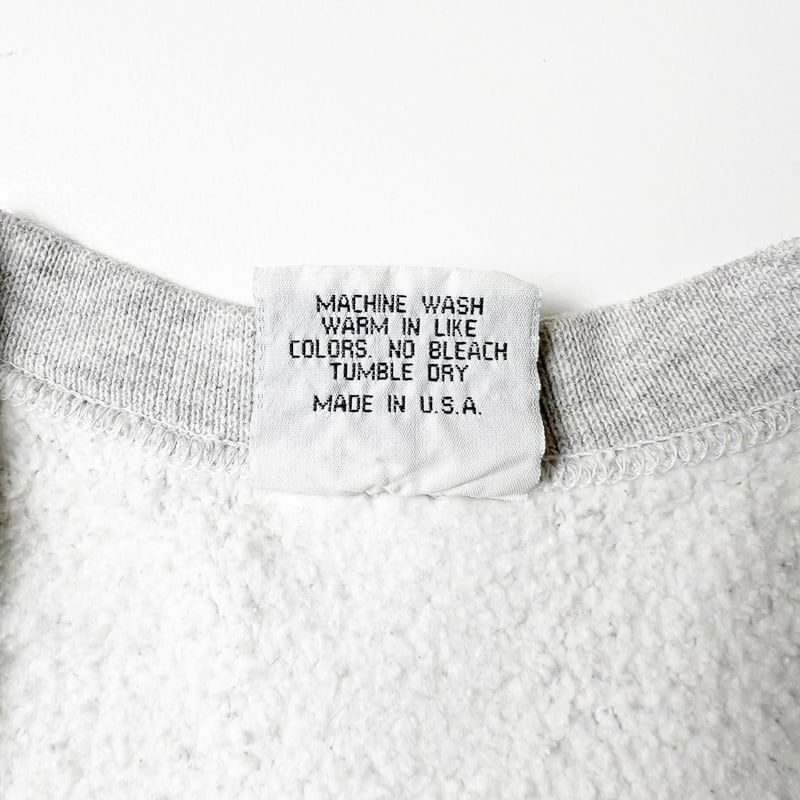 MACHINE WASH
WARM IN LIKE
COLORS. NO BLEACH
TUMBLE DRY
MADE IN U.S.A.